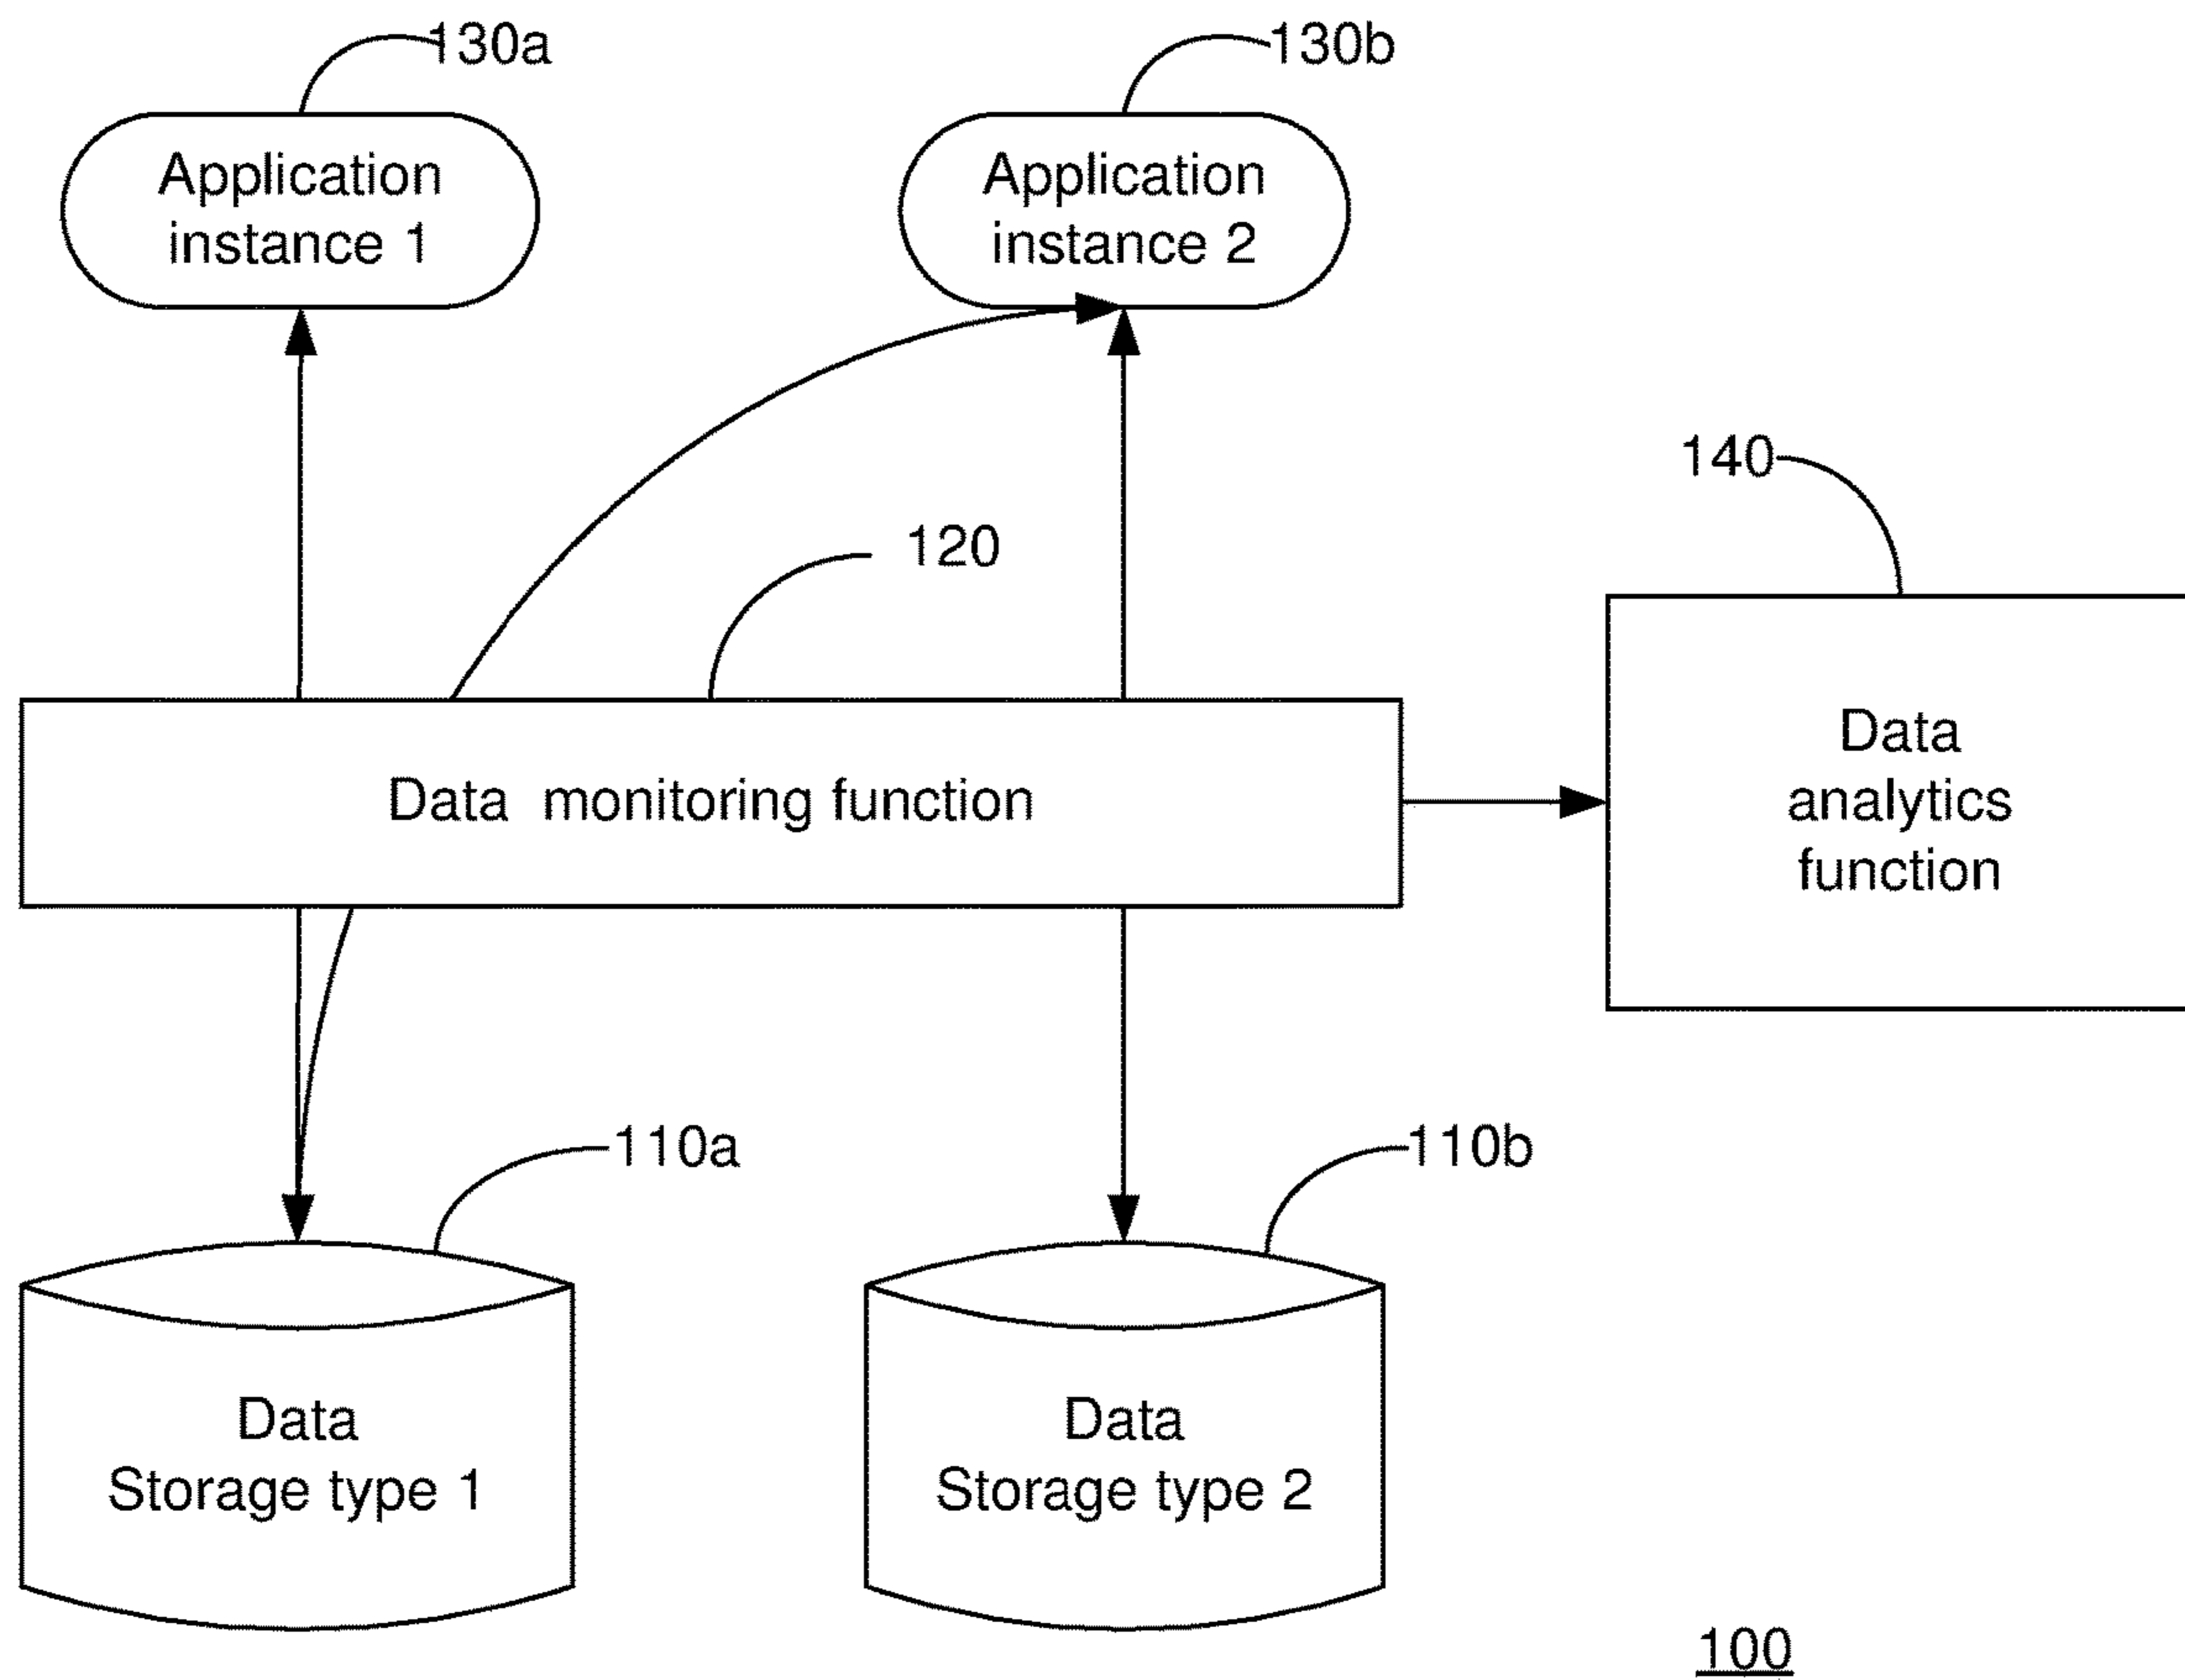 130a
130b
Application
instance 1
Application
instance 2
140
120
Data monitoring function
Data
analytics
function
110a
110b
Data
Storage type 1
Data
Storage type 2
100